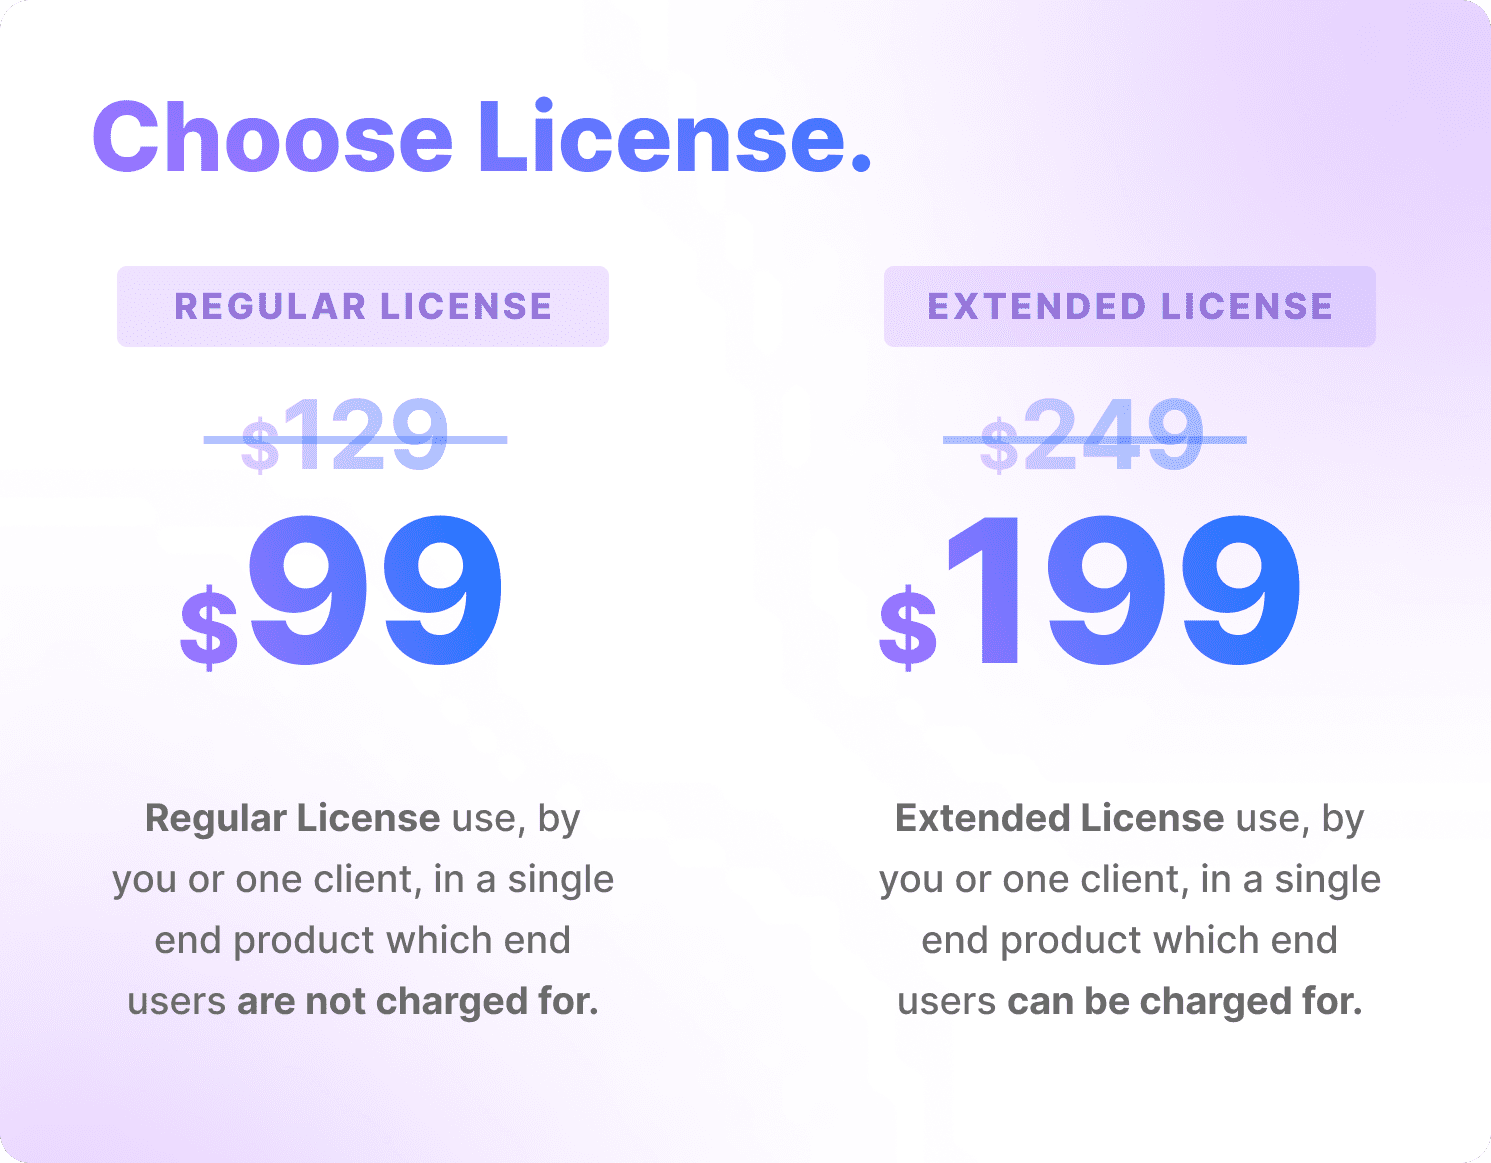 Choose License.
REGULAR LICENSE
$129
$99
Regular License use, by
you or one client, in a single
end product which end
users are not charged for.
EXTENDED LICENSE
$249
$199
Extended License use, by
you or one client, in a single
end product which end
users can be charged for.